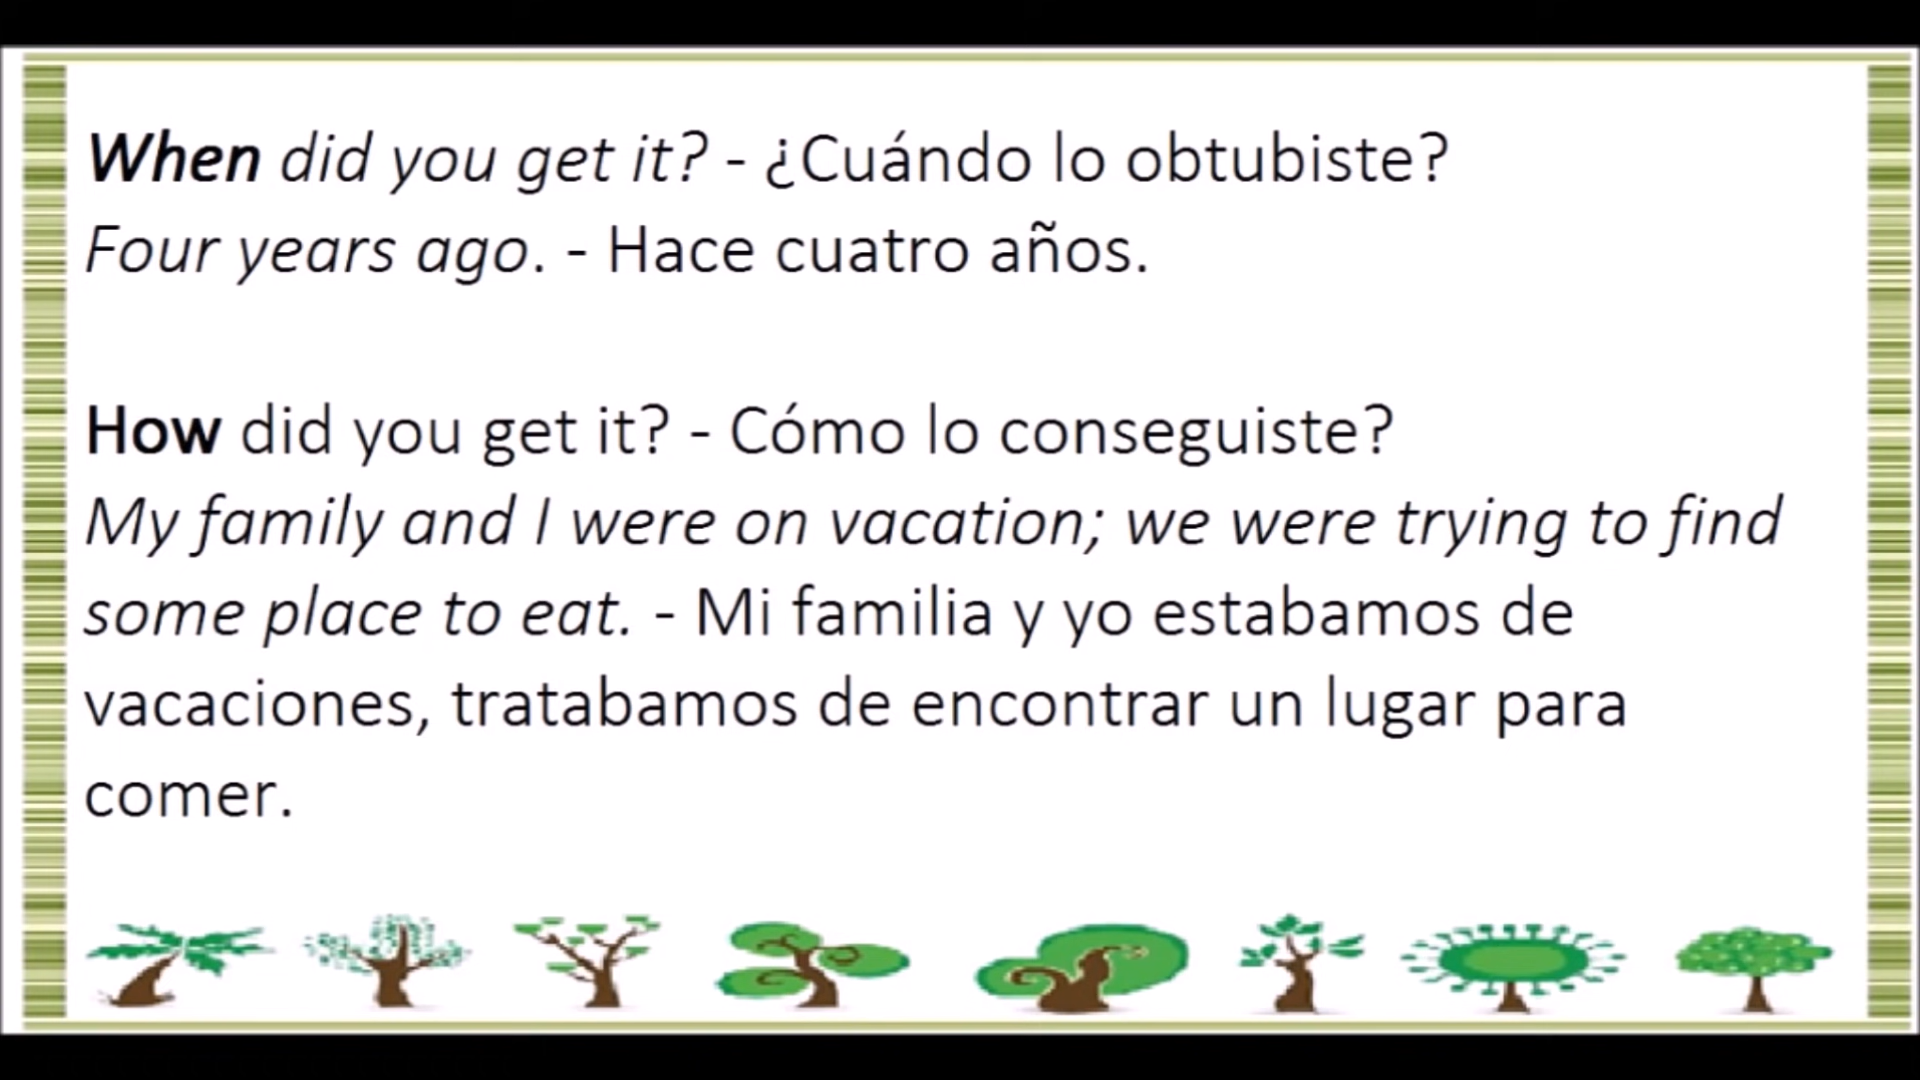 When did you get it? - ¿Cuándo lo obtubiste?
Four years ago. - Hace cuatro años.
How did you get it? - Cómo lo conseguiste?
My family and I were on vacation; we were trying to find
some place to eat. - Mi familia y yo estabamos de
vacaciones, tratabamos de encontrar un lugar para
comer.